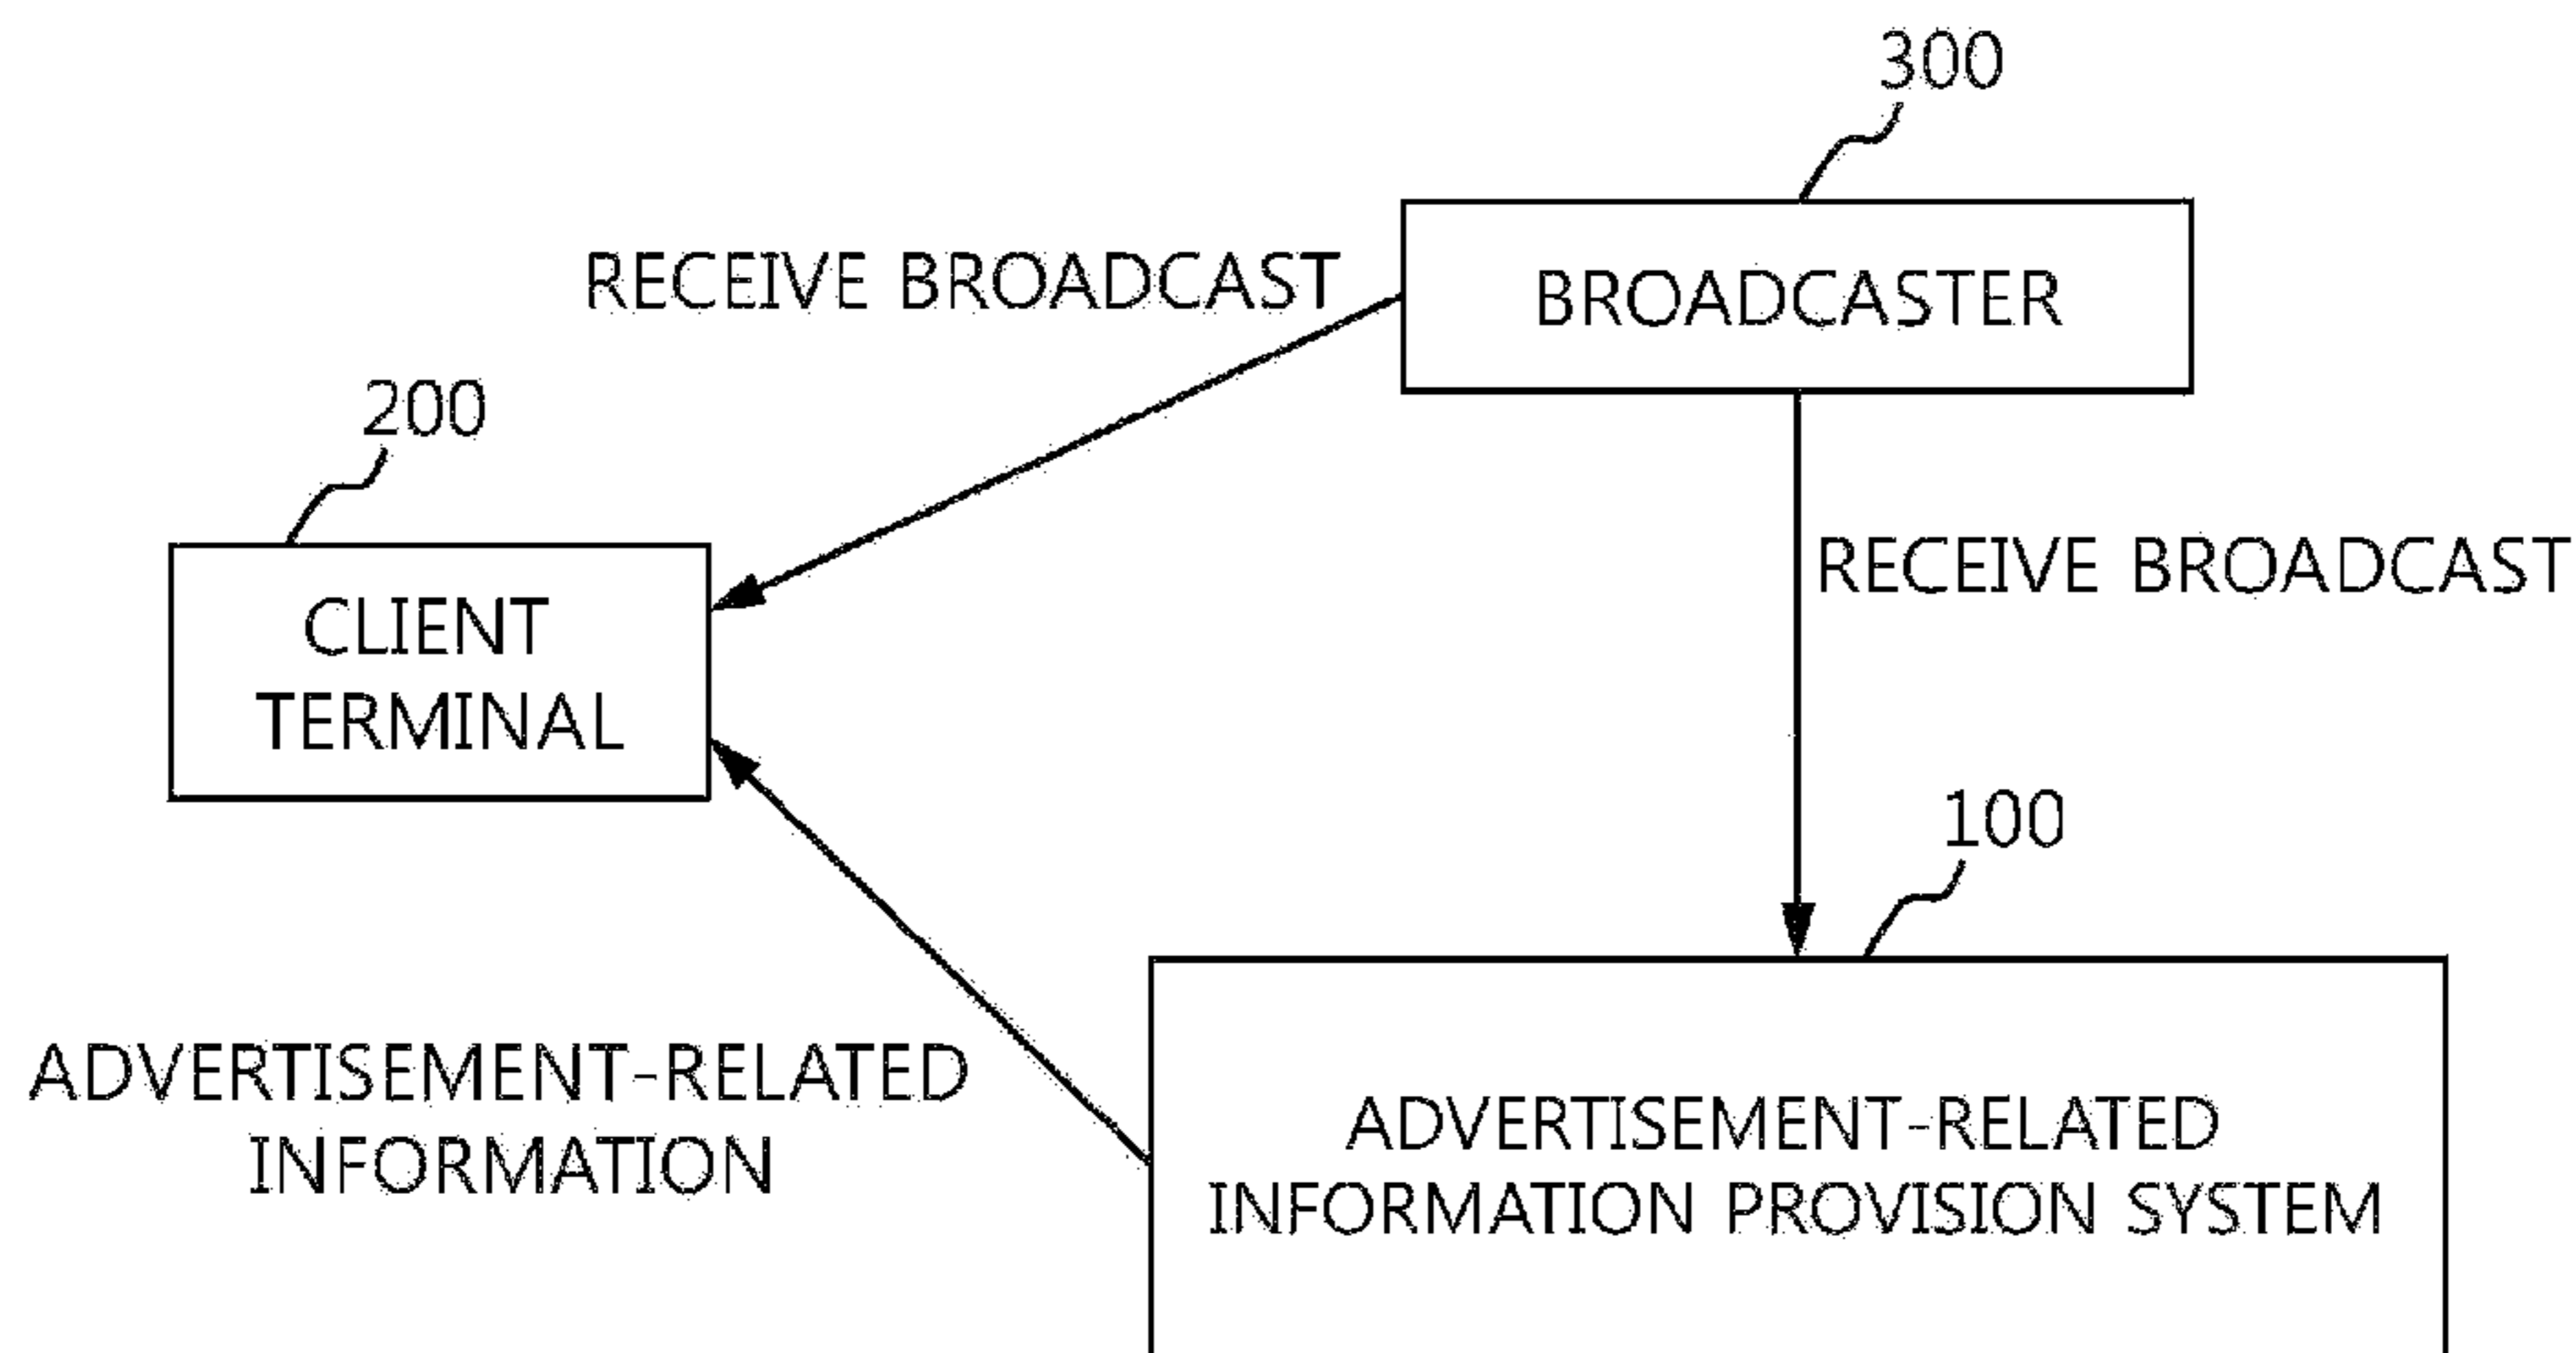 300
RECEIVE BROADCAST
BROADCASTER
200
CLIENT
TERMINAL
RECEIVE BROADCAST
100
ADVERTISEMENT-RELATED
INFORMATION
ADVERTISEMENT-RELATED
INFORMATION PROVISION SYSTEM